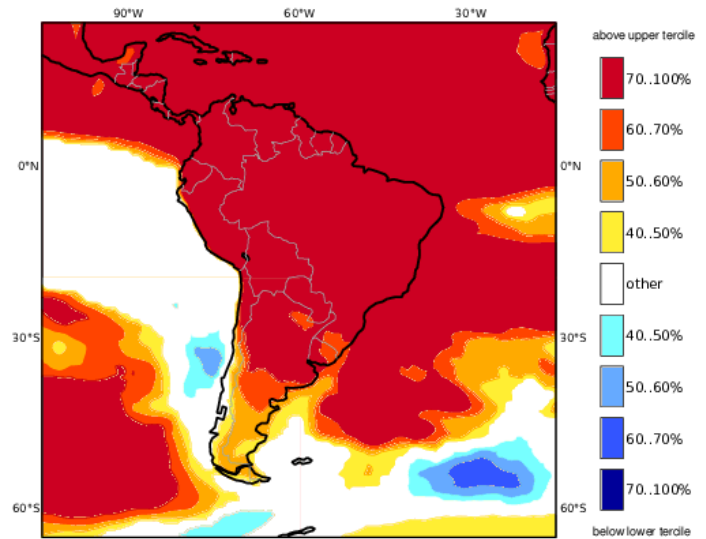 90°W 60°W 30°W
above upper tercile
70..100%
60..70%
50..60%
0°N 0°N
40..50%
other
30°S 30°S
40..50%
50..60%
60..70%
70..100%
60°S 60°S
below lower tercile